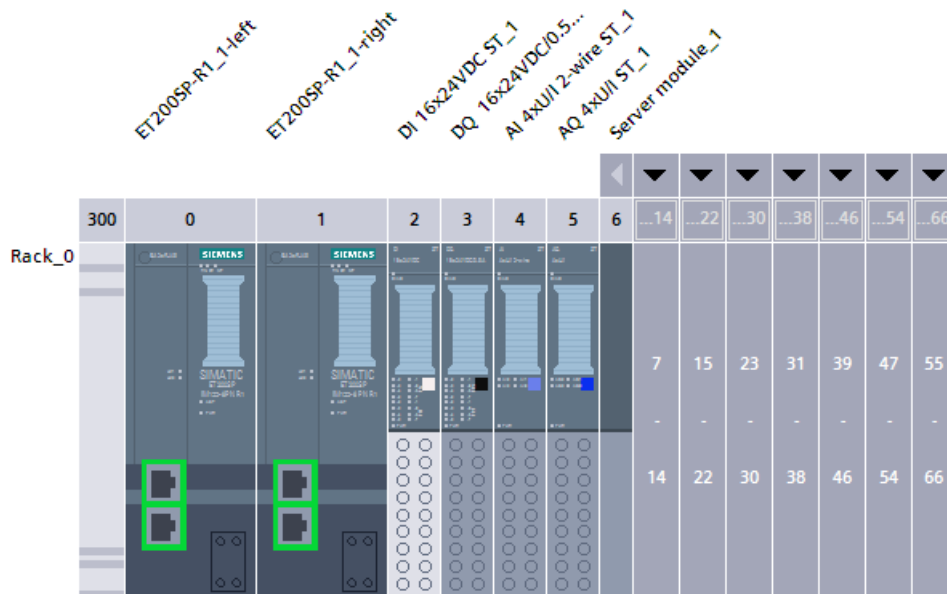 ET200SP-R1_1-left
ET200SP-R1_1-right
DI 16x24VDC ST_1
DQ 16x24VDC/0.5...
AI 4xU/I 2-wire ST_1
AQ 4xU/I ST_1
Server module_1
300 0 1 2 3 4 5 6 ...14 ...22 ...30 ...38 ...46 ...54 ...66
Rack_0
SIEMENS SIEMENS
7 15 23 31 39 47 55
- - - - - - -
SIMATIC SIMATIC
ET200SP ET200SP
14 22 30 38 46 54 66